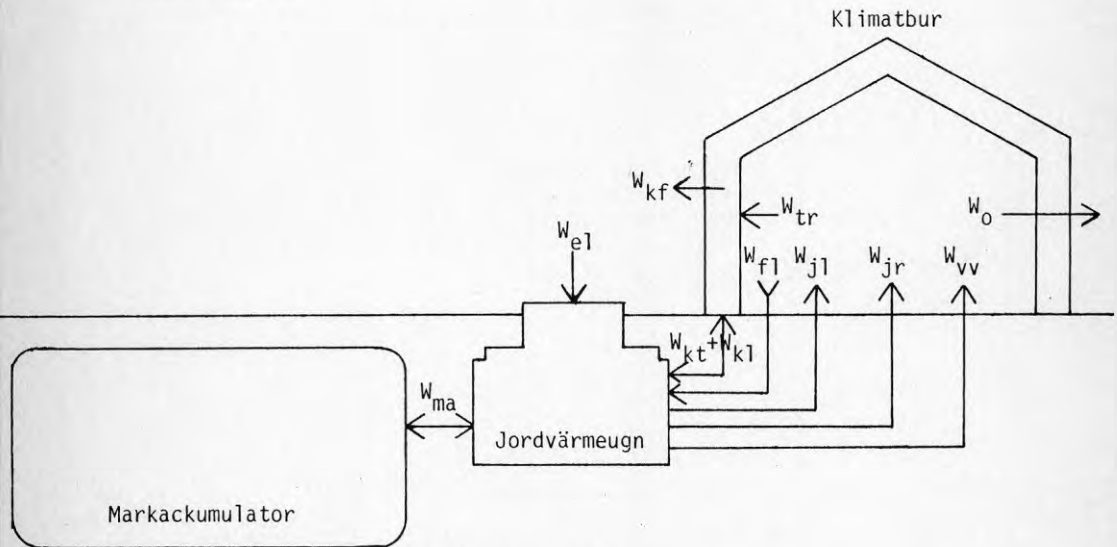 Klimatbur
W_kf
W_tr
W_o
W_el
W_fl W_jl W_jr W_vv
W_kt+W_kl
W_ma
Jordvärmeugn
Markackumulator